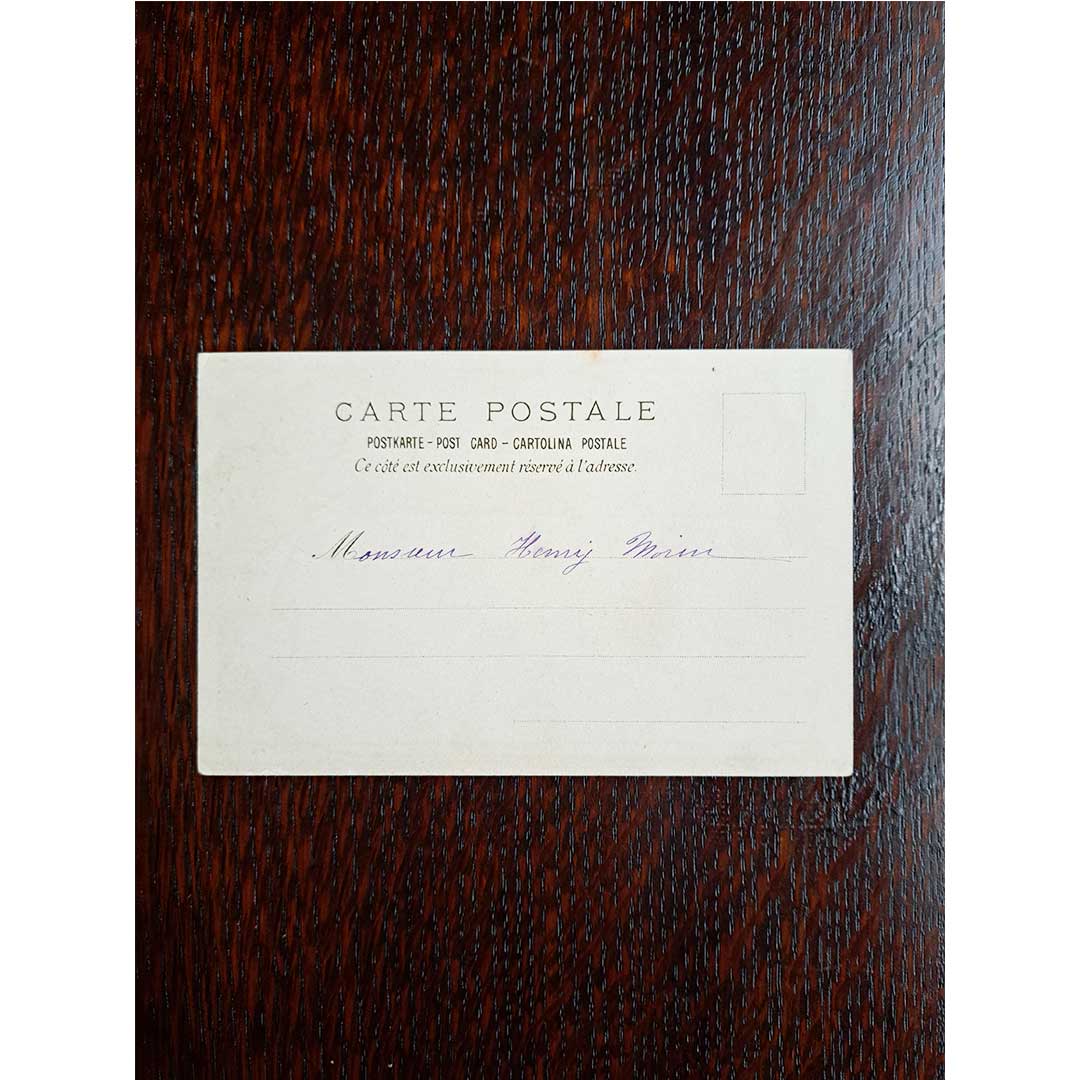 CARTE POSTALE
POSTKARTE - POST CARD - CARTOLINA POSTALE
Ce côté est exclusivement réservé à l'adresse.
Monsieur Henry